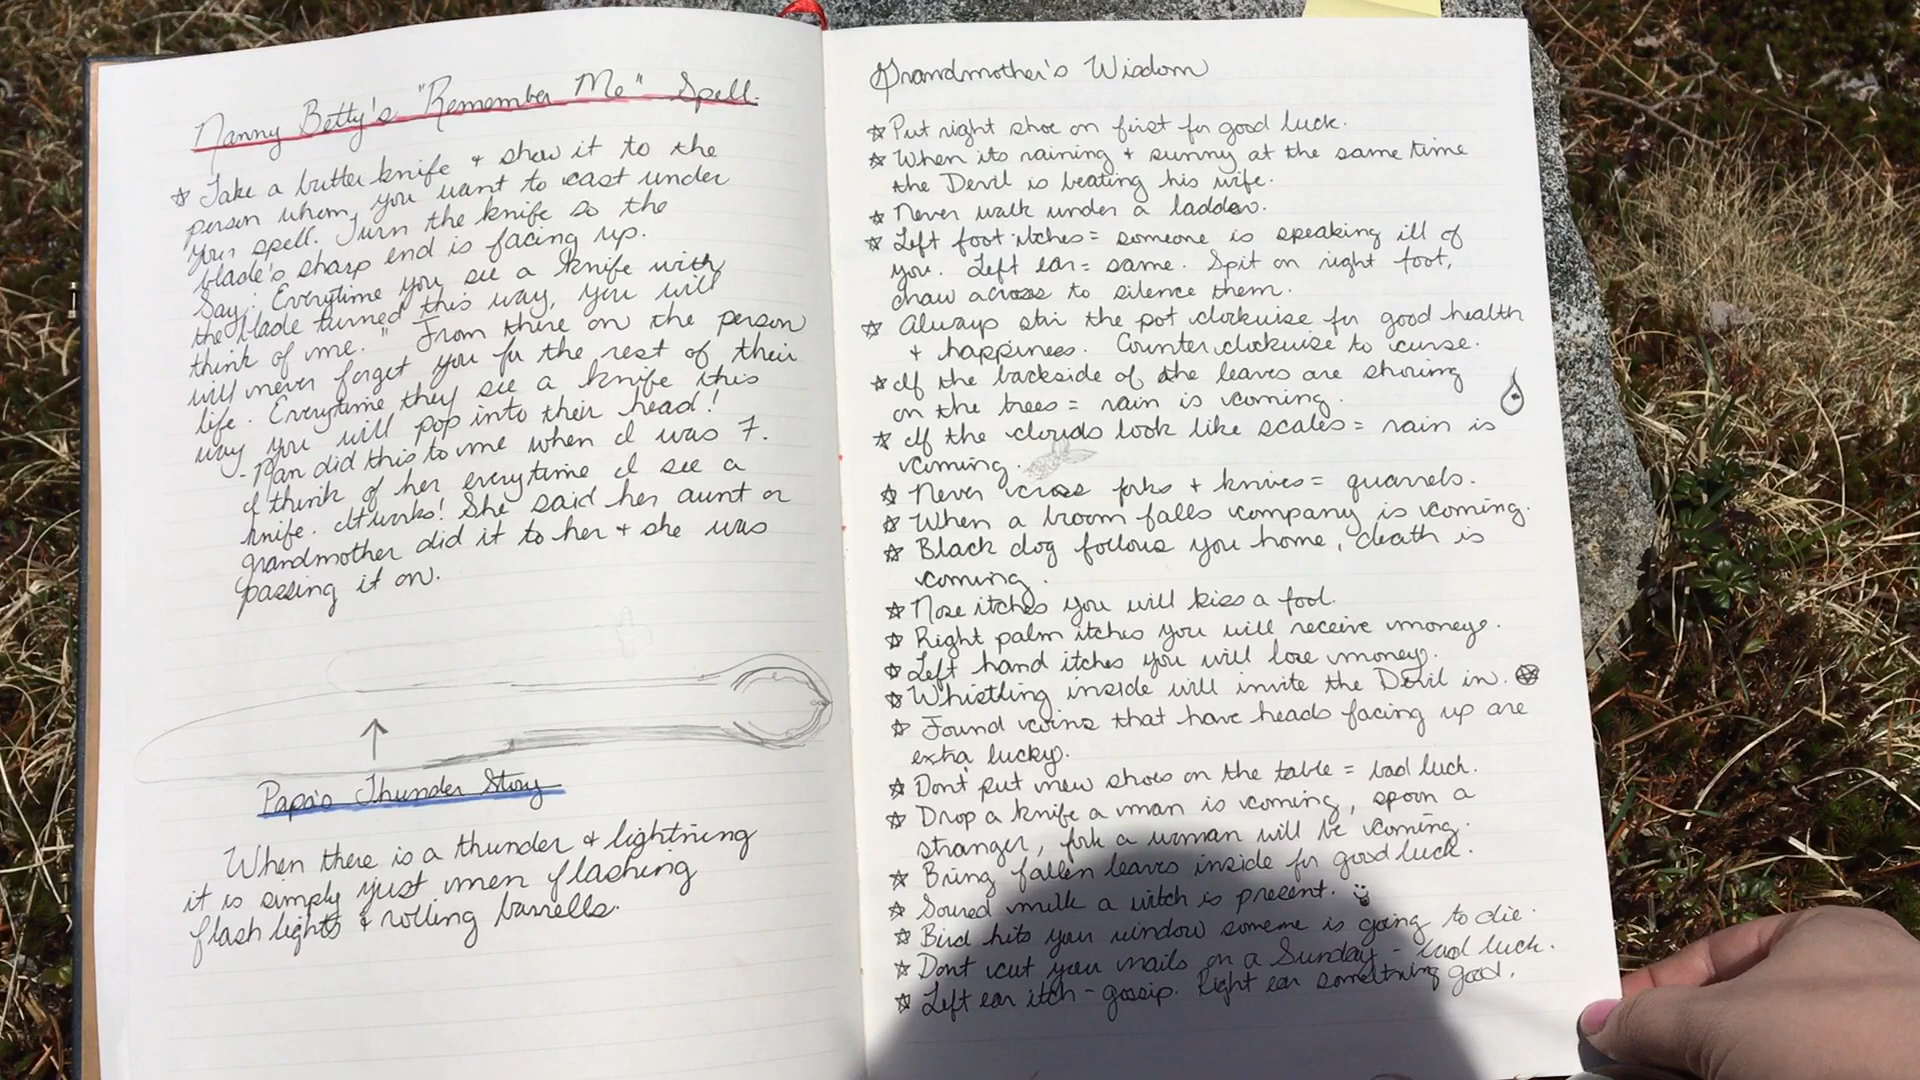 Nanny Betty's "Remember Me" Spell.
☆ Take a butter knife + show it to the
person whom, you want to cast under
your spell. Turn the knife so the
blade's sharp end is facing up.
Say: Everytime you see a knife with
the blade turned this way, you will
think of me." From there on the person
will never forget you for the rest of their
life. Everytime they see a knife this
way you will pop into their head!
- Nan did this to me when I was 7.
I think of her everytime I see a
knife. It works! She said her aunt or
grandmother did it to her + she was
passing it on.
Papa's Thunder Story
When there is a thunder & lightning
it is simply just men flashing
flash lights & rolling barrells.
Grandmother's Wisdom
☆ Put right shoe on first for good luck.
☆ When its raining + sunny at the same time
the Devil is beating his wife.
☆ Never walk under a ladder.
☆ Left foot itches = someone is speaking ill of
you. Left ear = same. Spit on right foot,
draw across to silence them.
☆ Always stir the pot clockwise for good health
+ happiness. Counter clockwise to curse.
☆ If the backside of the leaves are showing
on the trees = rain is coming.
☆ If the clouds look like scales = rain is
coming.
☆ Never cross forks + knives = quarrels.
☆ When a broom falls company is coming.
☆ Black dog follows you home, death is
coming.
☆ Nose itches you will kiss a fool.
☆ Right palm itches you will receive money.
☆ Left hand itches you will lose money.
☆ Whistling inside will invite the Devil in.
☆ Found coins that have heads facing up are
extra lucky.
☆ Don't put new shoes on the table = bad luck.
☆ Drop a knife a man is coming, spoon a
stranger, fork a woman will be coming.
☆ Bring fallen leaves inside for good luck.
☆ Soured milk a witch is present.
☆ Bird hits your window someone is going to die.
☆ Dont cut your nails on a Sunday - bad luck.
☆ Left ear itch - gossip. Right ear something good.